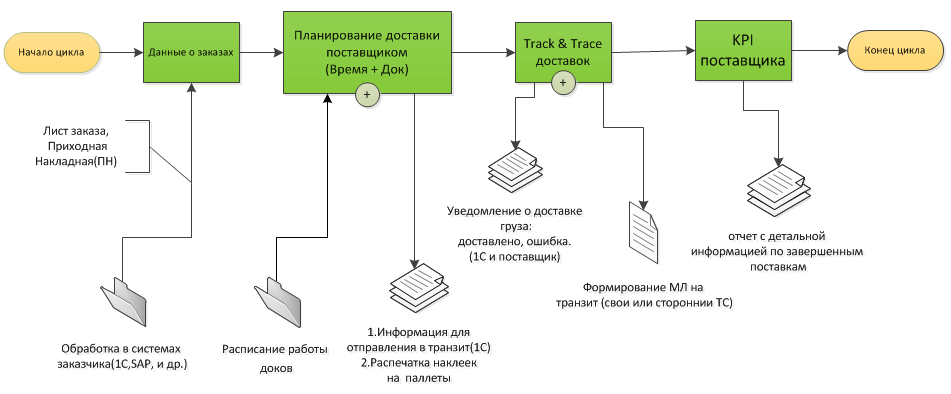 Начало цикла
Данные о заказах
Планирование доставки
поставщиком
(Время + Док)
+
Track & Trace
доставок
+
KPI
поставщика
Конец цикла
Лист заказа,
Приходная
Накладная(ПН)
Уведомление о доставке
груза:
доставлено, ошибка.
(1С и поставщик)
отчет с детальной
информацией по завершенным
поставкам
Формирование МЛ на
транзит (свои или сторонние ТС)
Обработка в системах
заказчика(1С,SAP, и др.)
Расписание работы
доков
1.Информация для
отправления в транзит(1С)
2.Распечатка наклеек
на паллеты